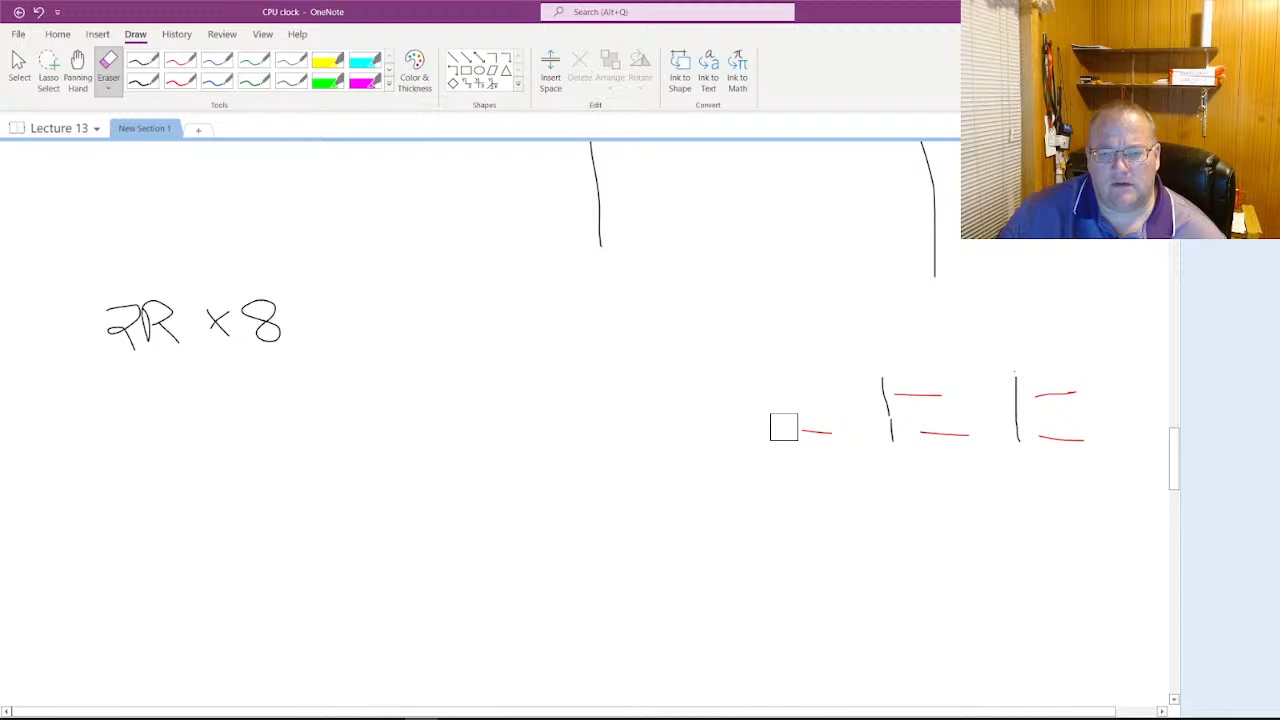 CPU clock - OneNote
Search (Alt+Q)
File Home Insert Draw History Review View Help
Select
Lasso Select
Panning Hand
Eraser
Thickness
Insert Space
Delete
Arrange
Rotate
Ink to Shape
Ink to Text
Ink to Math
Tools Shapes Edit Convert
Lecture 13 New Section 1 +
2R × 8